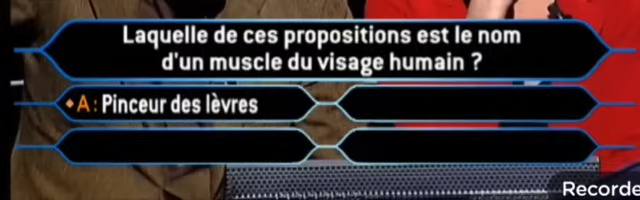 Laquelle de ces propositions est le nom
d'un muscle du visage humain ?
◆A: Pinceur des lèvres
Recorde